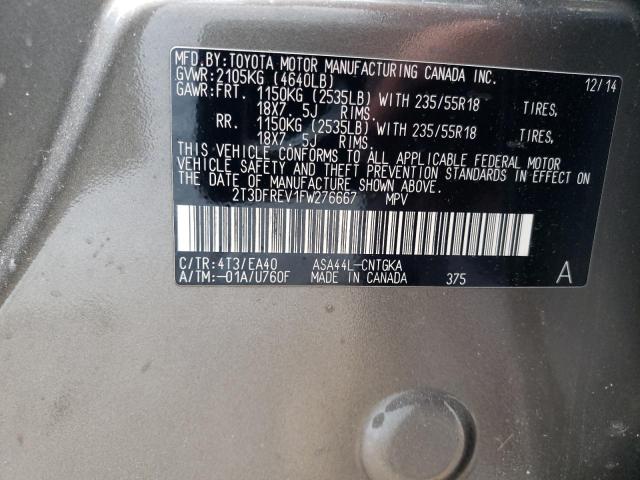 MFD.BY:TOYOTA MOTOR MANUFACTURING CANADA INC.
GVWR:2105KG (4640LB) 12/14
GAWR:FRT. 1150KG (2535LB) WITH 235/55R18 TIRES,
18X7.5J RIMS.
RR. 1150KG (2535LB) WITH 235/55R18 TIRES,
18X7.5J RIMS.
THIS VEHICLE CONFORMS TO ALL APPLICABLE FEDERAL MOTOR
VEHICLE SAFETY AND THEFT PREVENTION STANDARDS IN EFFECT ON
THE DATE OF MANUFACTURE SHOWN ABOVE.
2T3DFREV1FW276667 MPV
C/TR:4T3/EA40 ASA44L-CNTGKA
A/TM:-01A/U760F MADE IN CANADA 375 A